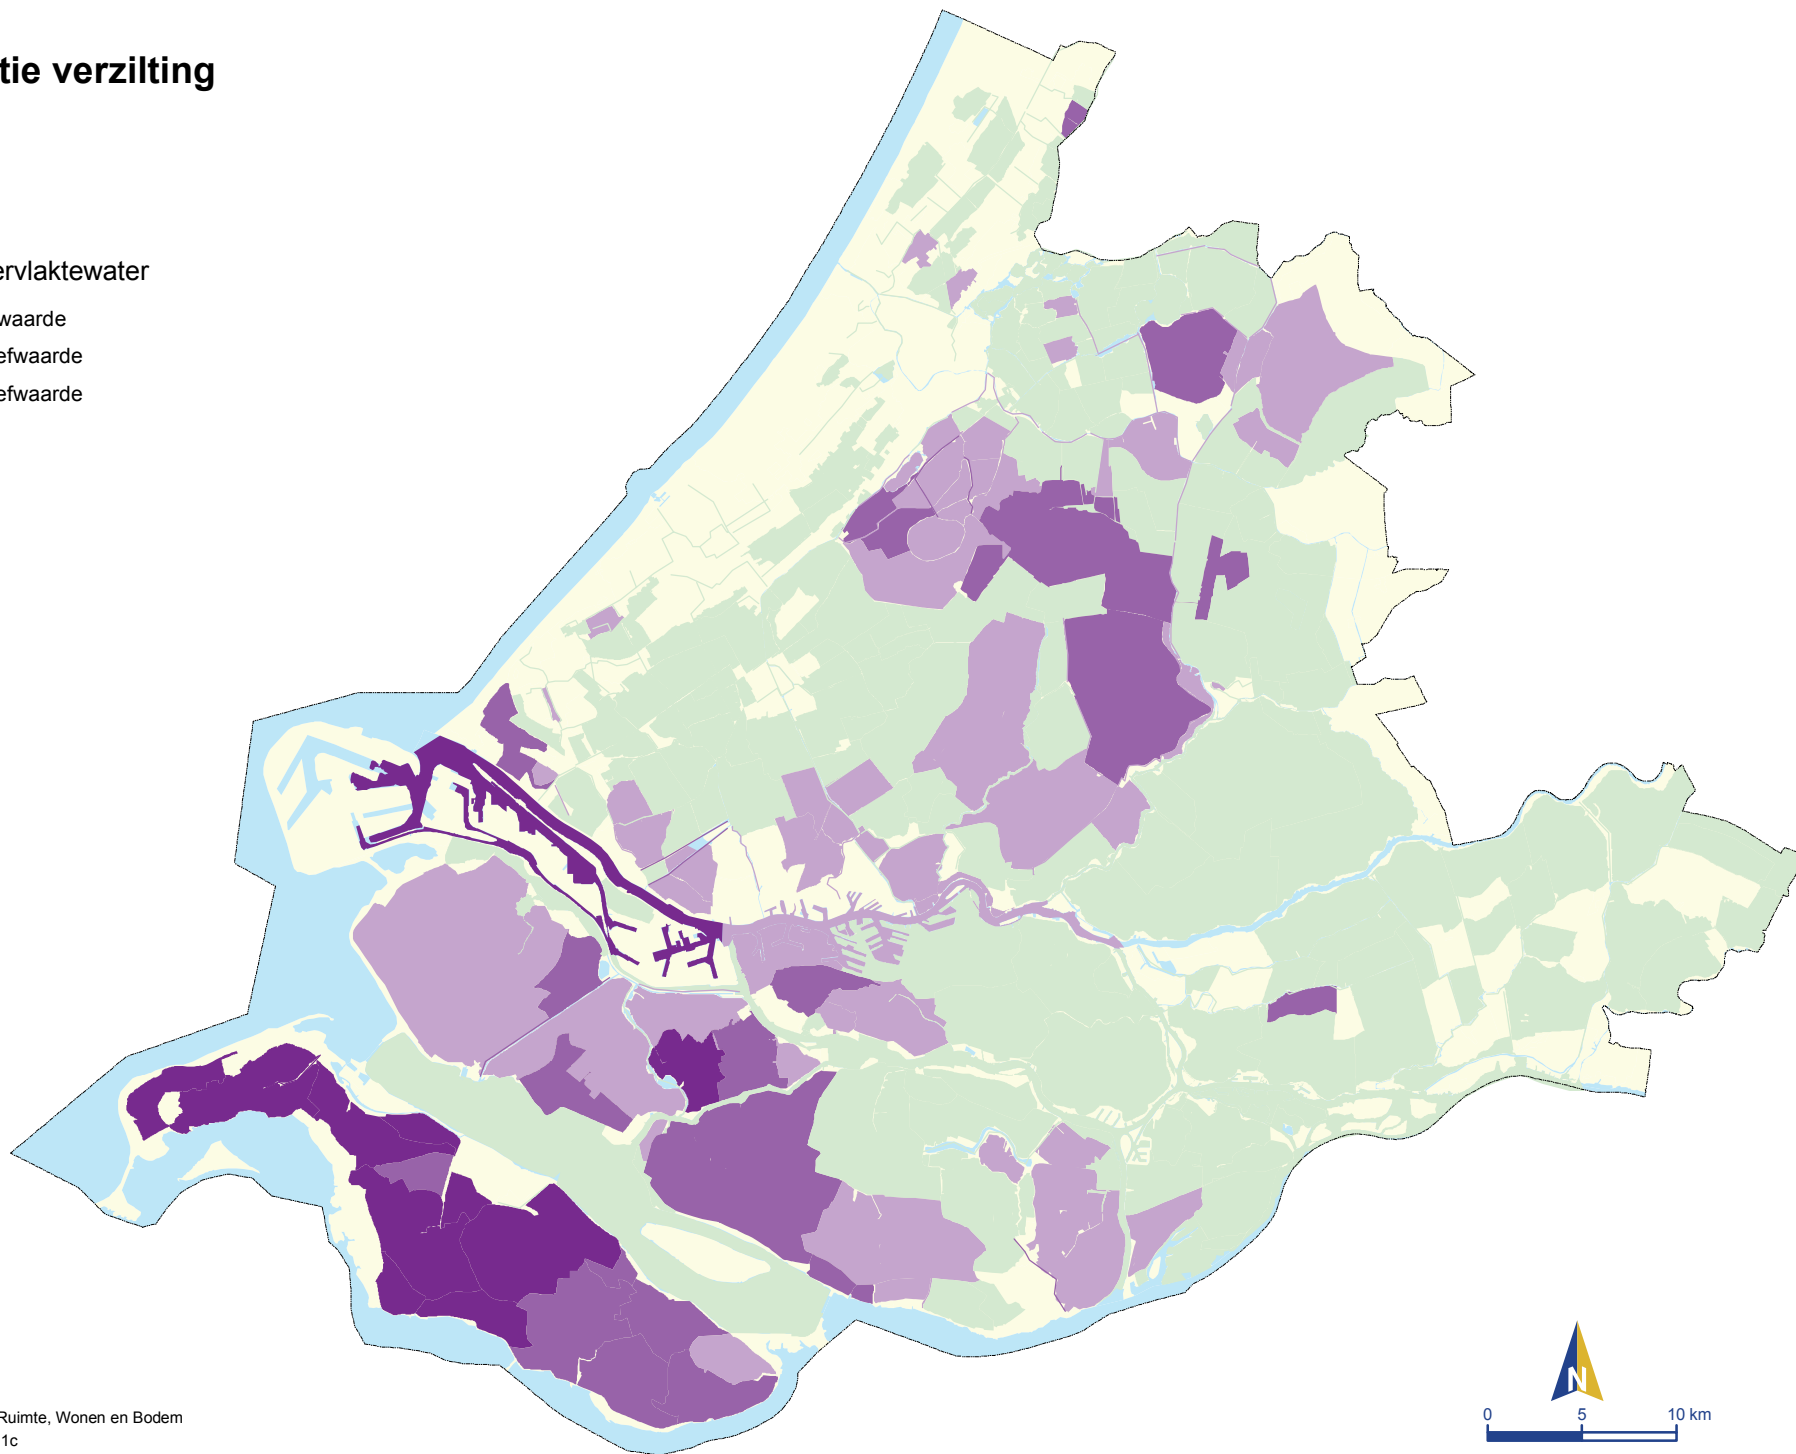 tie verzilting
ervlaktewater
waarde
efwaarde
efwaarde
N
0 5 10 km
Ruimte, Wonen en Bodem
1c